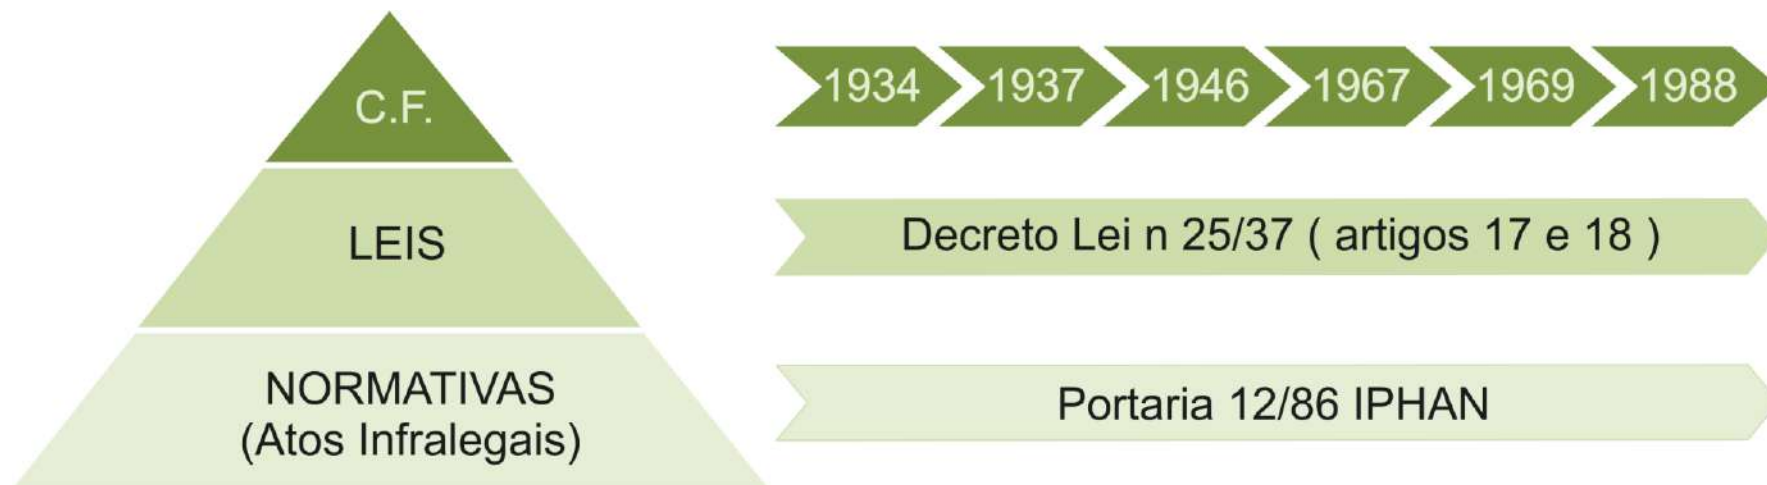 C.F.
1934 1937 1946 1967 1969 1988
LEIS
Decreto Lei n 25/37 ( artigos 17 e 18 )
NORMATIVAS
(Atos Infralegais)
Portaria 12/86 IPHAN